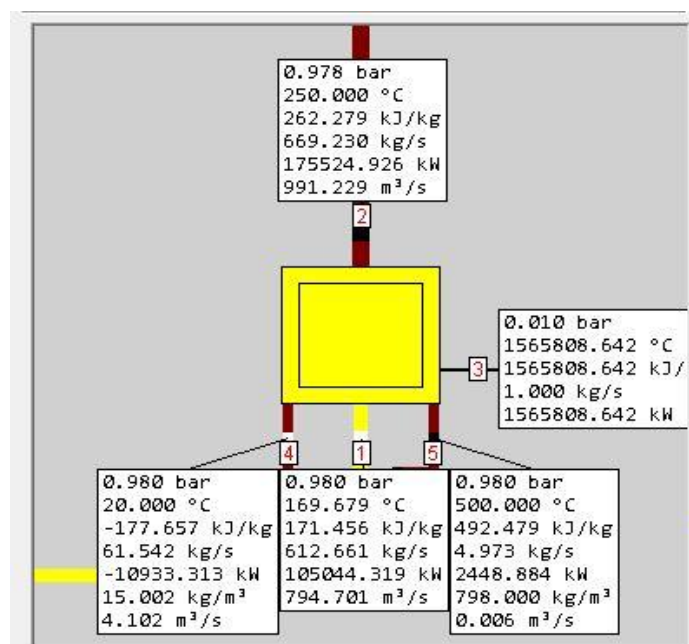 0.978 bar
250.000 °C
262.279 kJ/kg
669.230 kg/s
175524.926 kW
991.229 m³/s
2
0.010 bar
1565808.642 °C
1565808.642 kJ/
1.000 kg/s
1565808.642 kW
3
4
1
5
0.980 bar
20.000 °C
-177.657 kJ/kg
61.542 kg/s
-10933.313 kW
15.002 kg/m³
4.102 m³/s
0.980 bar
169.679 °C
171.456 kJ/kg
612.661 kg/s
105044.319 kW
794.701 m³/s
0.980 bar
500.000 °C
492.479 kJ/kg
4.973 kg/s
2448.884 kW
798.000 kg/m³
0.006 m³/s